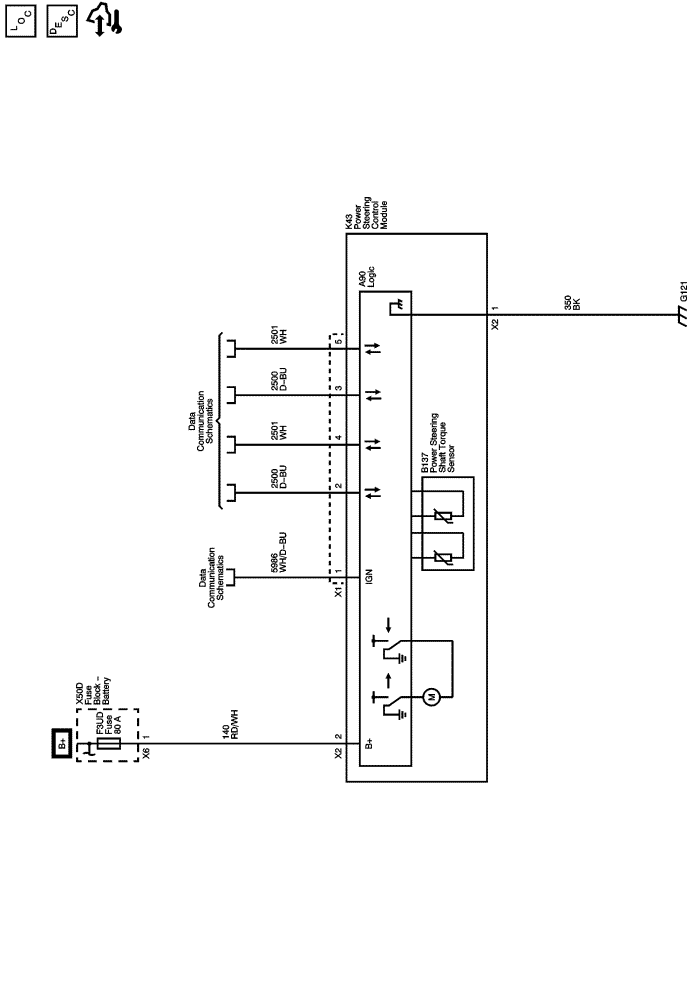 LOC
DESC
B+
X50D
Fuse
Block –
Battery
F3UD
Fuse
80 A
1
X6
140
RD/WH
2
X2
B+
M
Data
Communication
Schematics
5986
WH/D–BU
1
X1
IGN
Data
Communication
Schematics
2500
D–BU
2
2501
WH
4
2500
D–BU
3
2501
WH
5
B137
Power Steering
Shaft Torque
Sensor
K43
Power
Steering
Control
Module
A90
Logic
1
X2
350
BK
G121